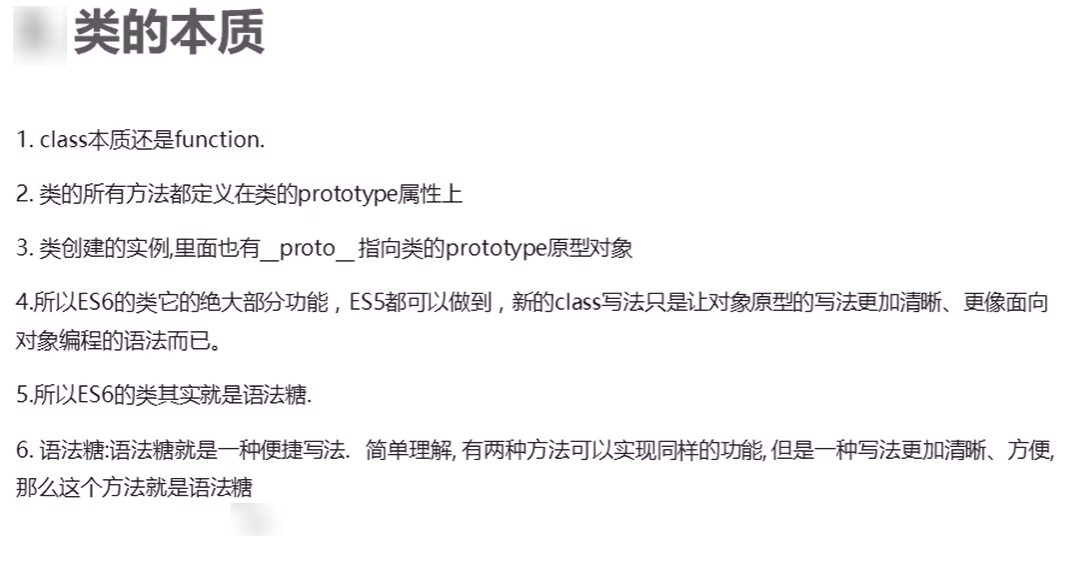 类的本质
1. class本质还是function.
2. 类的所有方法都定义在类的prototype属性上
3. 类创建的实例,里面也有__proto__ 指向类的prototype原型对象
4.所以ES6的类它的绝大部分功能，ES5都可以做到，新的class写法只是让对象原型的写法更加清晰、更像面向
对象编程的语法而已。
5.所以ES6的类其实就是语法糖.
6. 语法糖:语法糖就是一种便捷写法.   简单理解, 有两种方法可以实现同样的功能, 但是一种写法更加清晰、方便,
那么这个方法就是语法糖